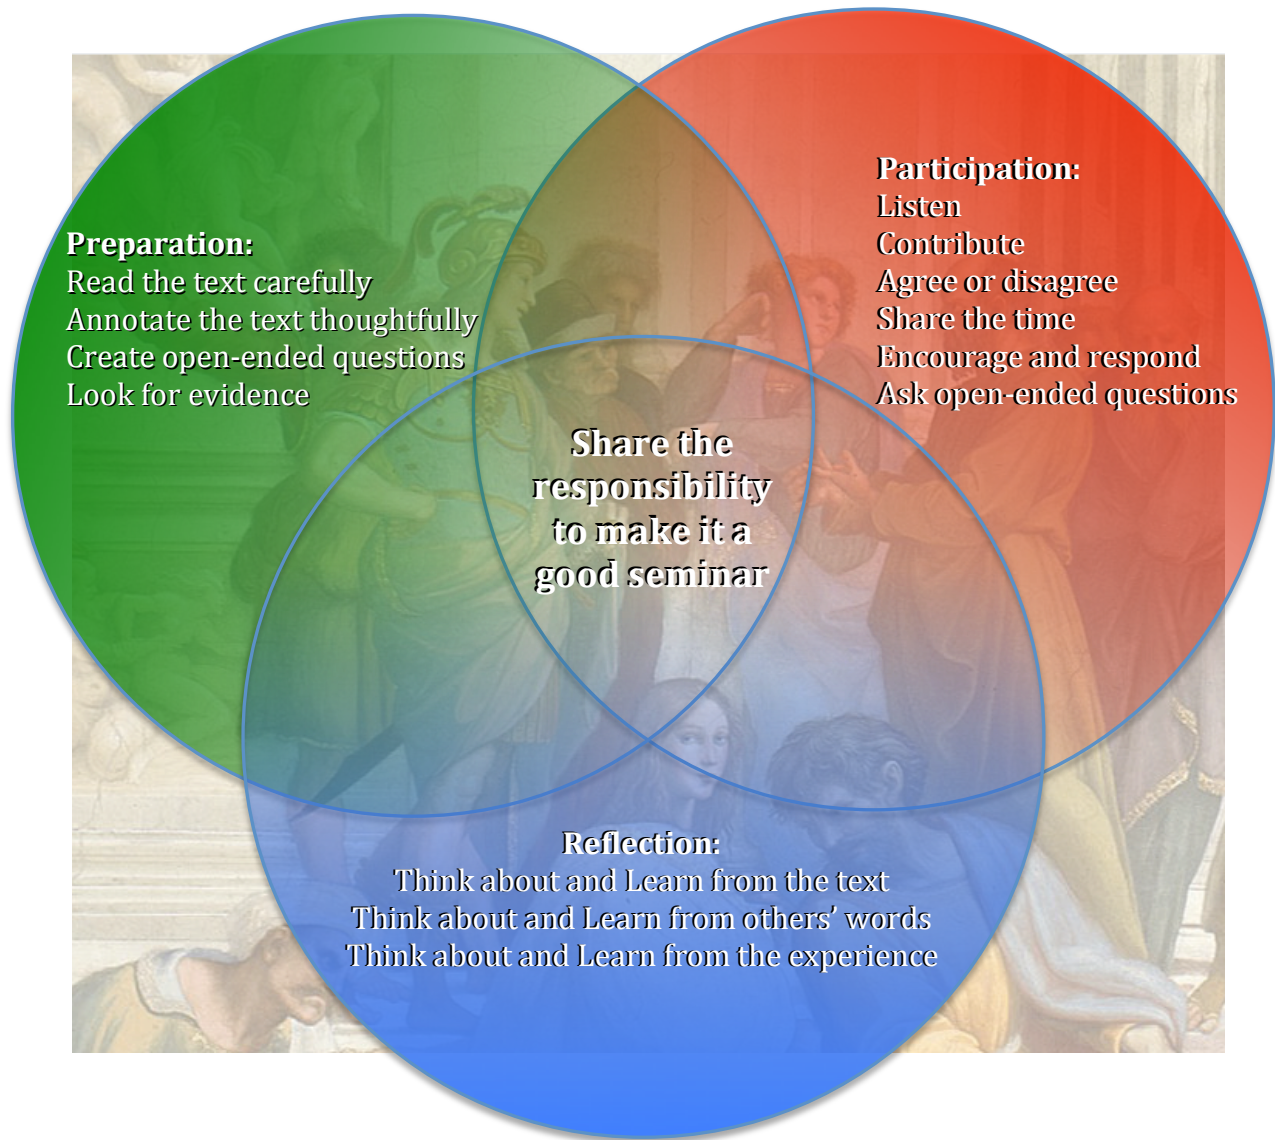 Preparation:
Read the text carefully
Annotate the text thoughtfully
Create open-ended questions
Look for evidence
Participation:
Listen
Contribute
Agree or disagree
Share the time
Encourage and respond
Ask open-ended questions
Share the
responsibility
to make it a
good seminar
Reflection:
Think about and Learn from the text
Think about and Learn from others’ words
Think about and Learn from the experience